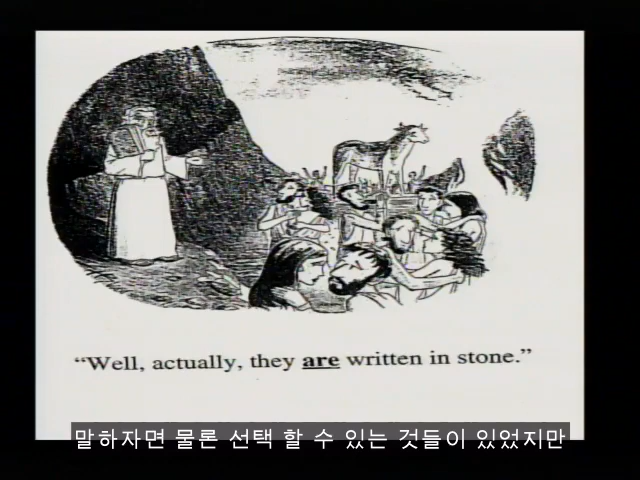 “Well, actually, they are written in stone.”
말하자면 물론 선택 할 수 있는 것들이 있었지만